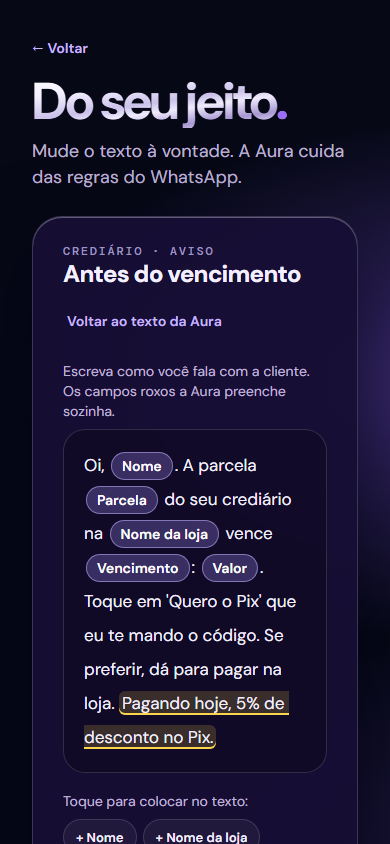 ← Voltar
Do seu jeito.
Mude o texto à vontade. A Aura cuida
das regras do WhatsApp.
CREDIÁRIO · AVISO
Antes do vencimento
Voltar ao texto da Aura
Escreva como você fala com a cliente.
Os campos roxos a Aura preenche
sozinha.
Oi, Nome. A parcela
Parcela do seu crediário
na Nome da loja vence
Vencimento: Valor.
Toque em 'Quero o Pix' que
eu te mando o código. Se
preferir, dá para pagar na
loja. Pagando hoje, 5% de
desconto no Pix.
Toque para colocar no texto:
+ Nome + Nome da loja